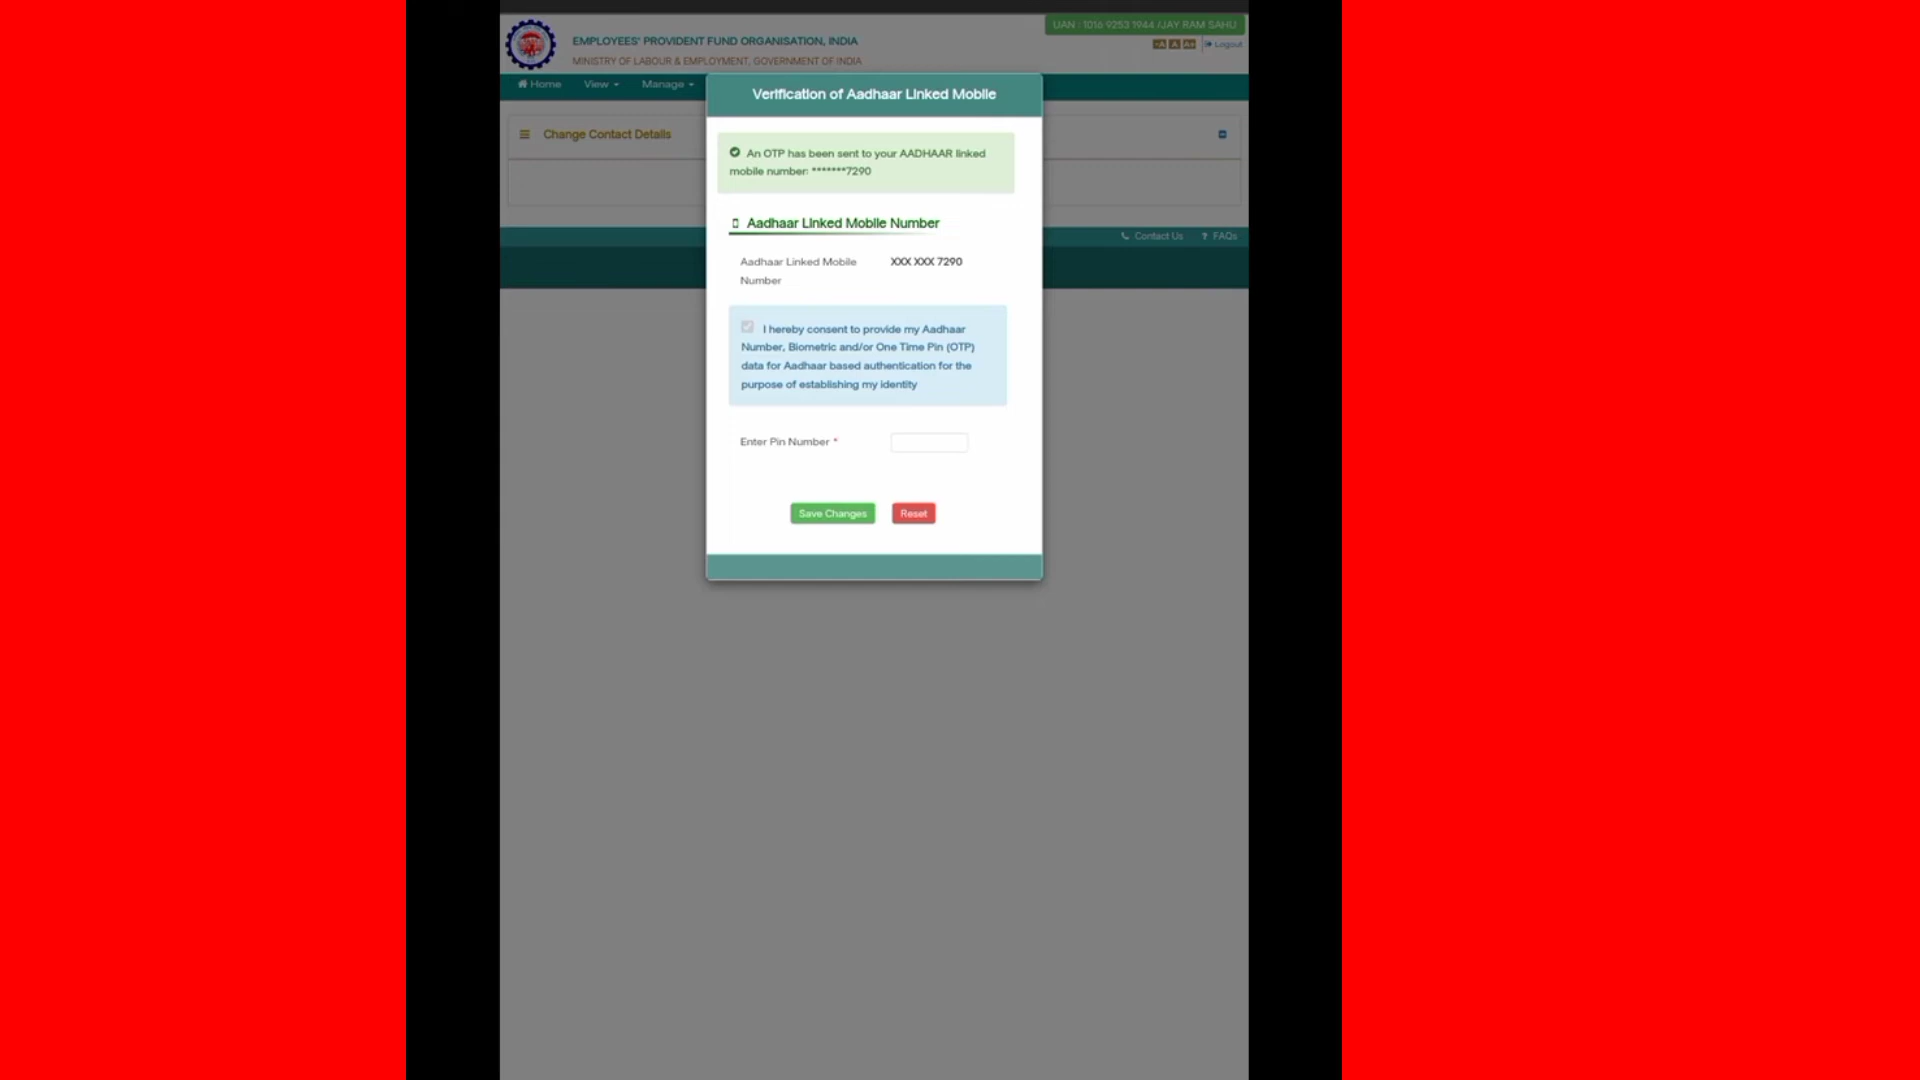 UAN : 1016 9253 1944 /JAY RAM SAHU
EMPLOYEES' PROVIDENT FUND ORGANISATION, INDIA
-A A A+ Logout
MINISTRY OF LABOUR & EMPLOYMENT, GOVERNMENT OF INDIA
Home View Manage
Verification of Aadhaar Linked Mobile
Change Contact Details
An OTP has been sent to your AADHAAR linked
mobile number: *******7290
Aadhaar Linked Mobile Number
Contact Us ? FAQs
Aadhaar Linked Mobile
Number
XXX XXX 7290
I hereby consent to provide my Aadhaar
Number, Biometric and/or One Time Pin (OTP)
data for Aadhaar based authentication for the
purpose of establishing my identity
Enter Pin Number *
Save Changes Reset